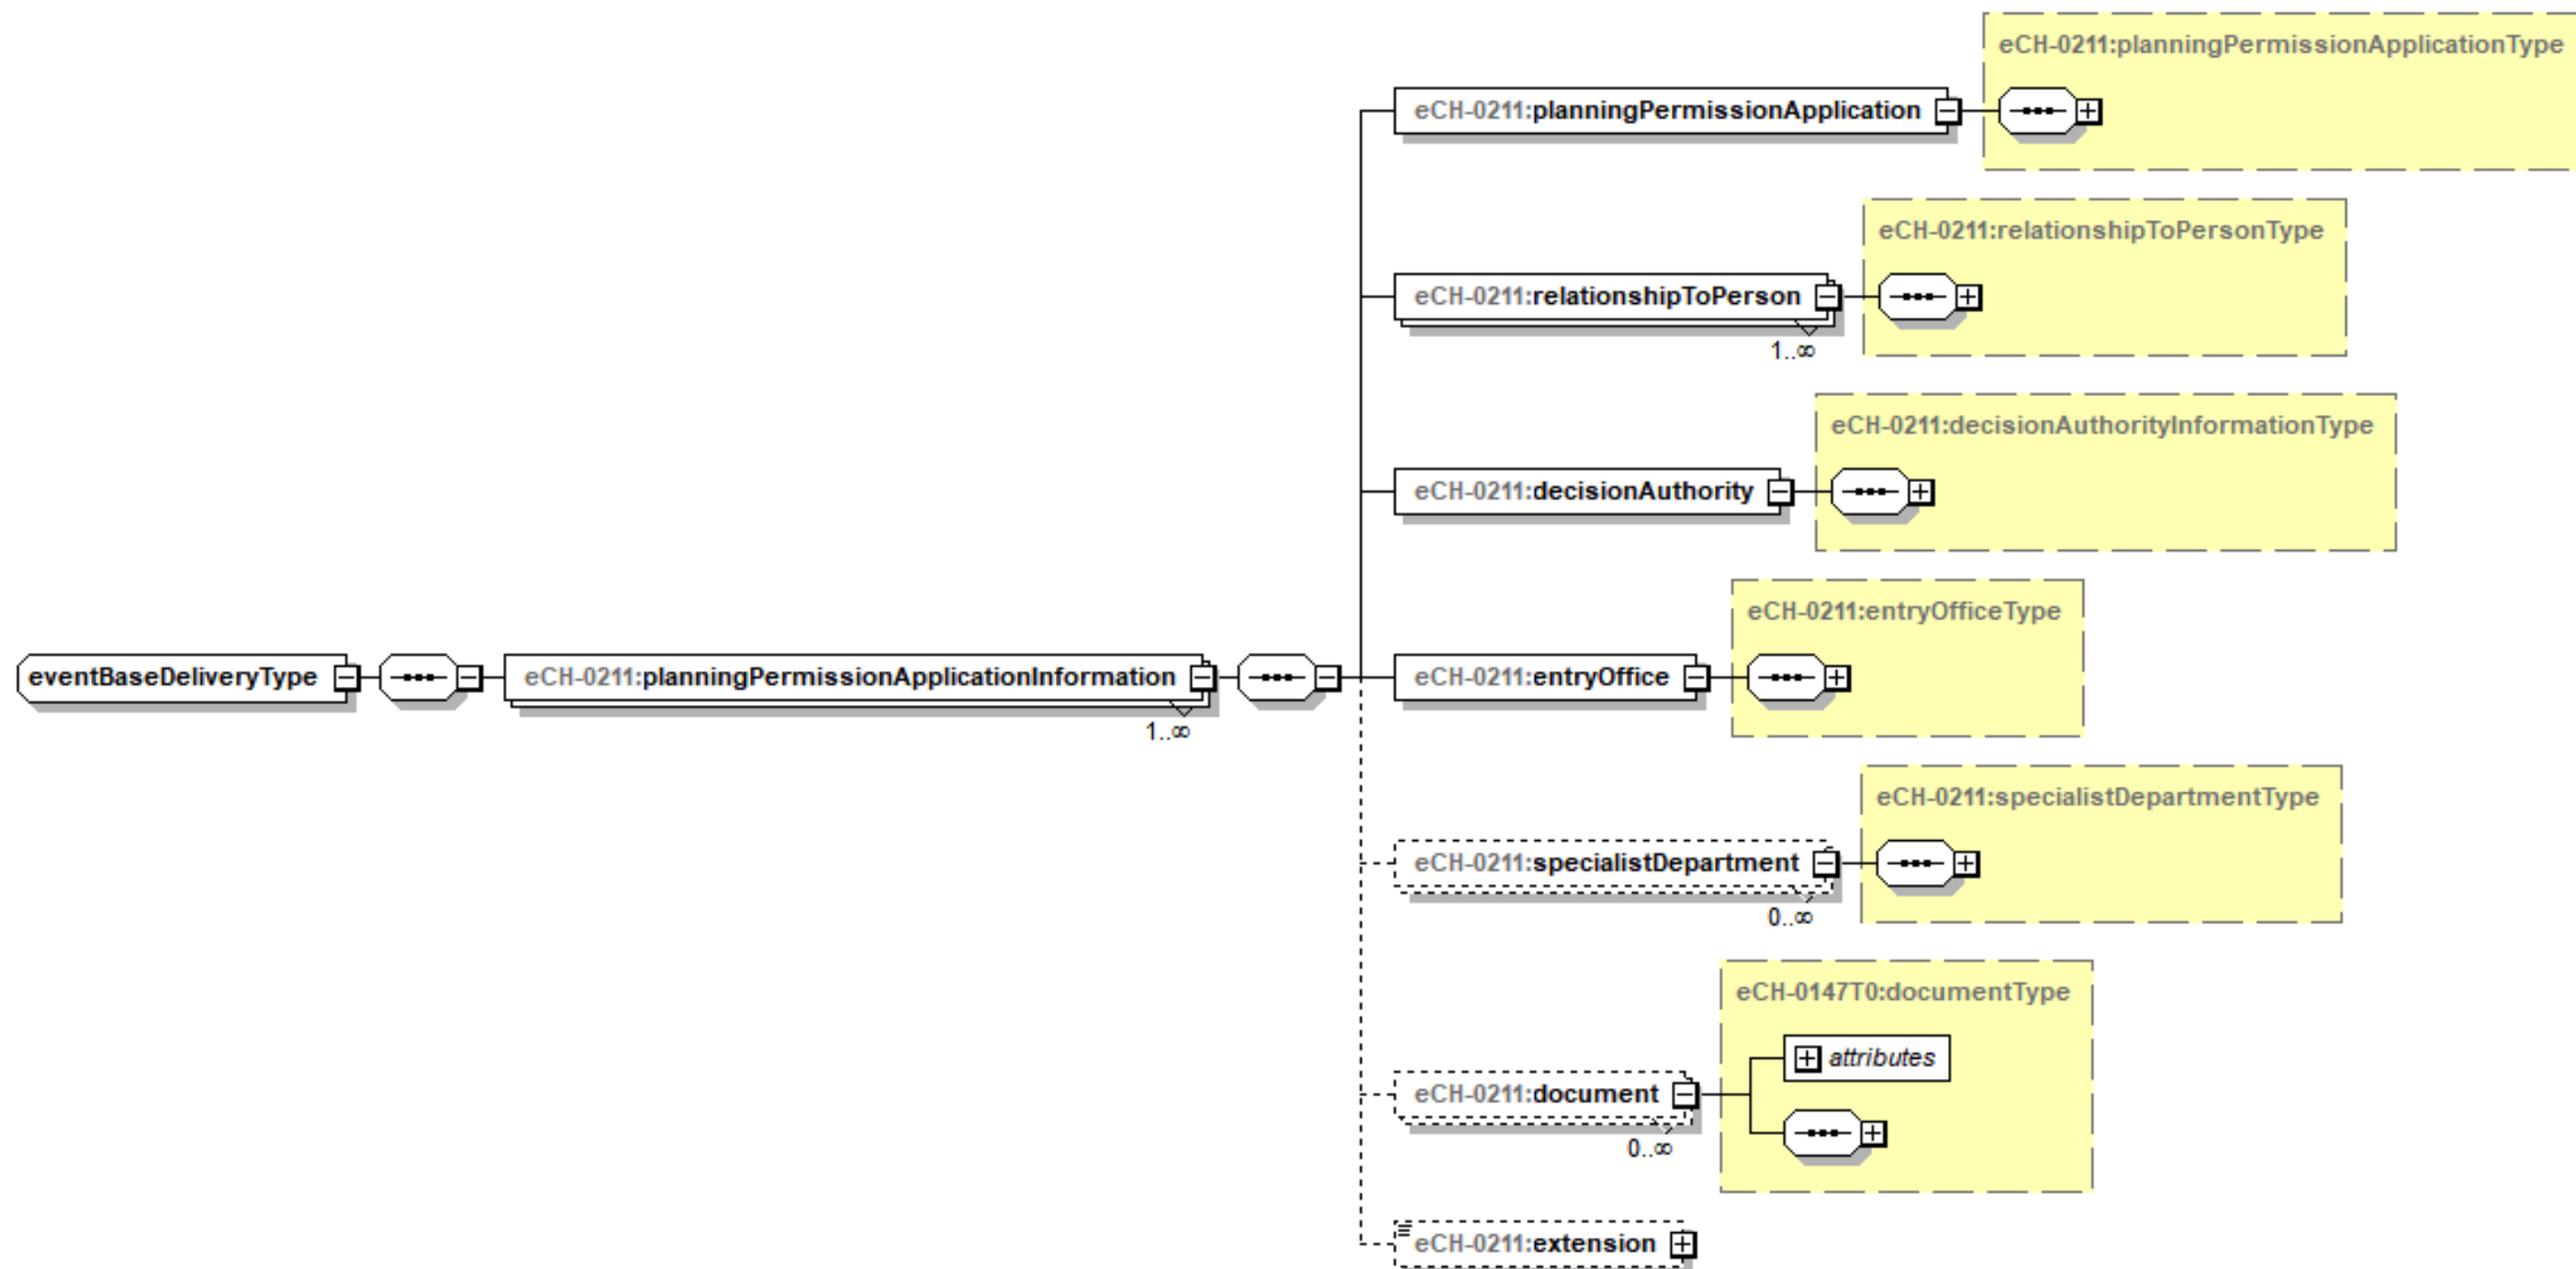 eCH-0211:planningPermissionApplicationType
eCH-0211:planningPermissionApplication
eCH-0211:relationshipToPersonType
eCH-0211:relationshipToPerson
1..∞
eCH-0211:decisionAuthorityInformationType
eCH-0211:decisionAuthority
eCH-0211:entryOfficeType
eventBaseDeliveryType
eCH-0211:planningPermissionApplicationInformation
1..∞
eCH-0211:entryOffice
eCH-0211:specialistDepartmentType
eCH-0211:specialistDepartment
0..∞
eCH-0147T0:documentType
attributes
eCH-0211:document
0..∞
eCH-0211:extension